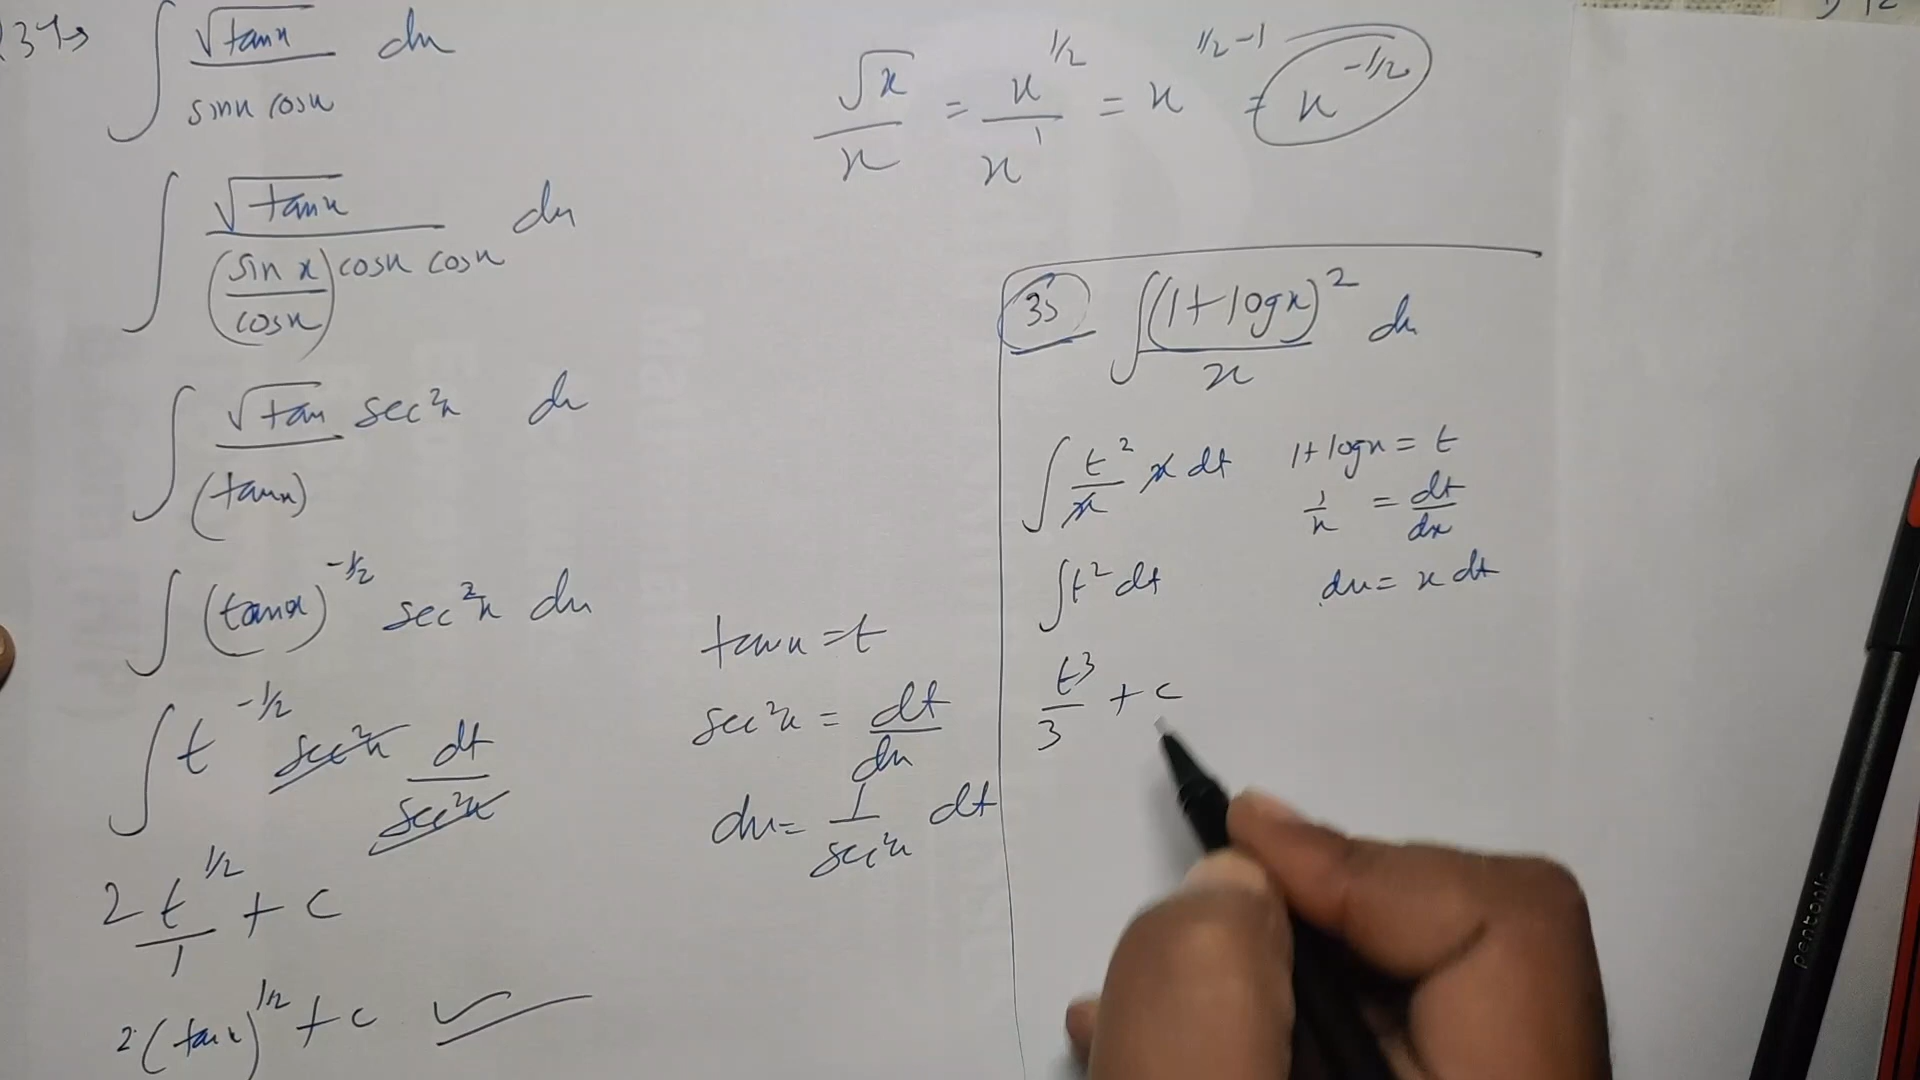 34→ ∫ √tanx / sinx cosx dx
∫ √tanx / (sin x / cosx) cosx cosx dx
∫ √tan sec²x / (tanx) dx
∫ (tanx)^-1/2 sec²x dx
∫ t^-1/2 sec²x dt / sec²x
2 t^1/2 / 1 + c
2(tanx)^1/2 + c
√x / x = x^1/2 / x^1 = x^1/2-1 = x^-1/2
tanx = t
sec²x = dt / dx
dx = 1 / sec²x dt
35 ∫ (1+logx)² / x dx
∫ t² / x x dt
1+logx = t
1 / x = dt / dx
∫ t² dt
dx = x dt
t³ / 3 + c
pentonic